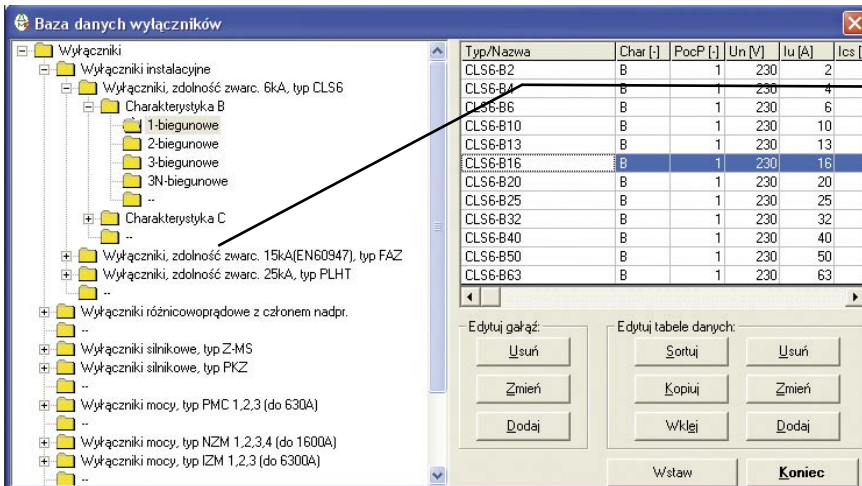 Baza danych wyłączników
Wyłączniki
Wyłączniki instalacyjne
Wyłączniki, zdolność zwarc. 6kA, typ CLS6
Charakterystyka B
1-biegunowe
2-biegunowe
3-biegunowe
3N-biegunowe
--
Charakterystyka C
--
Wyłączniki, zdolność zwarc. 15kA(EN60947), typ FAZ
Wyłączniki, zdolność zwarc. 25kA, typ PLHT
--
Wyłączniki różnicowoprądowe z członem nadpr.
--
Wyłączniki silnikowe, typ Z-MS
Wyłączniki silnikowe, typ PKZ
--
Wyłączniki mocy, typ PMC 1,2,3 (do 630A)
--
Wyłączniki mocy, typ NZM 1,2,3,4 (do 1600A)
Wyłączniki mocy, typ IZM 1,2,3 (do 6300A)
--
Typ/Nazwa Char [-] PocP [-] Un [V] Iu [A] Ics [
CLS6-B2 B 1 230 2
CLS6-B4 B 1 230 4
CLS6-B6 B 1 230 6
CLS6-B10 B 1 230 10
CLS6-B13 B 1 230 13
CLS6-B16 B 1 230 16
CLS6-B20 B 1 230 20
CLS6-B25 B 1 230 25
CLS6-B32 B 1 230 32
CLS6-B40 B 1 230 40
CLS6-B50 B 1 230 50
CLS6-B63 B 1 230 63
Edytuj gałąź:
Usuń
Zmień
Dodaj
Edytuj tabele danych:
Sortuj Usuń
Kopiuj Zmień
Wklej Dodaj
Wstaw Koniec